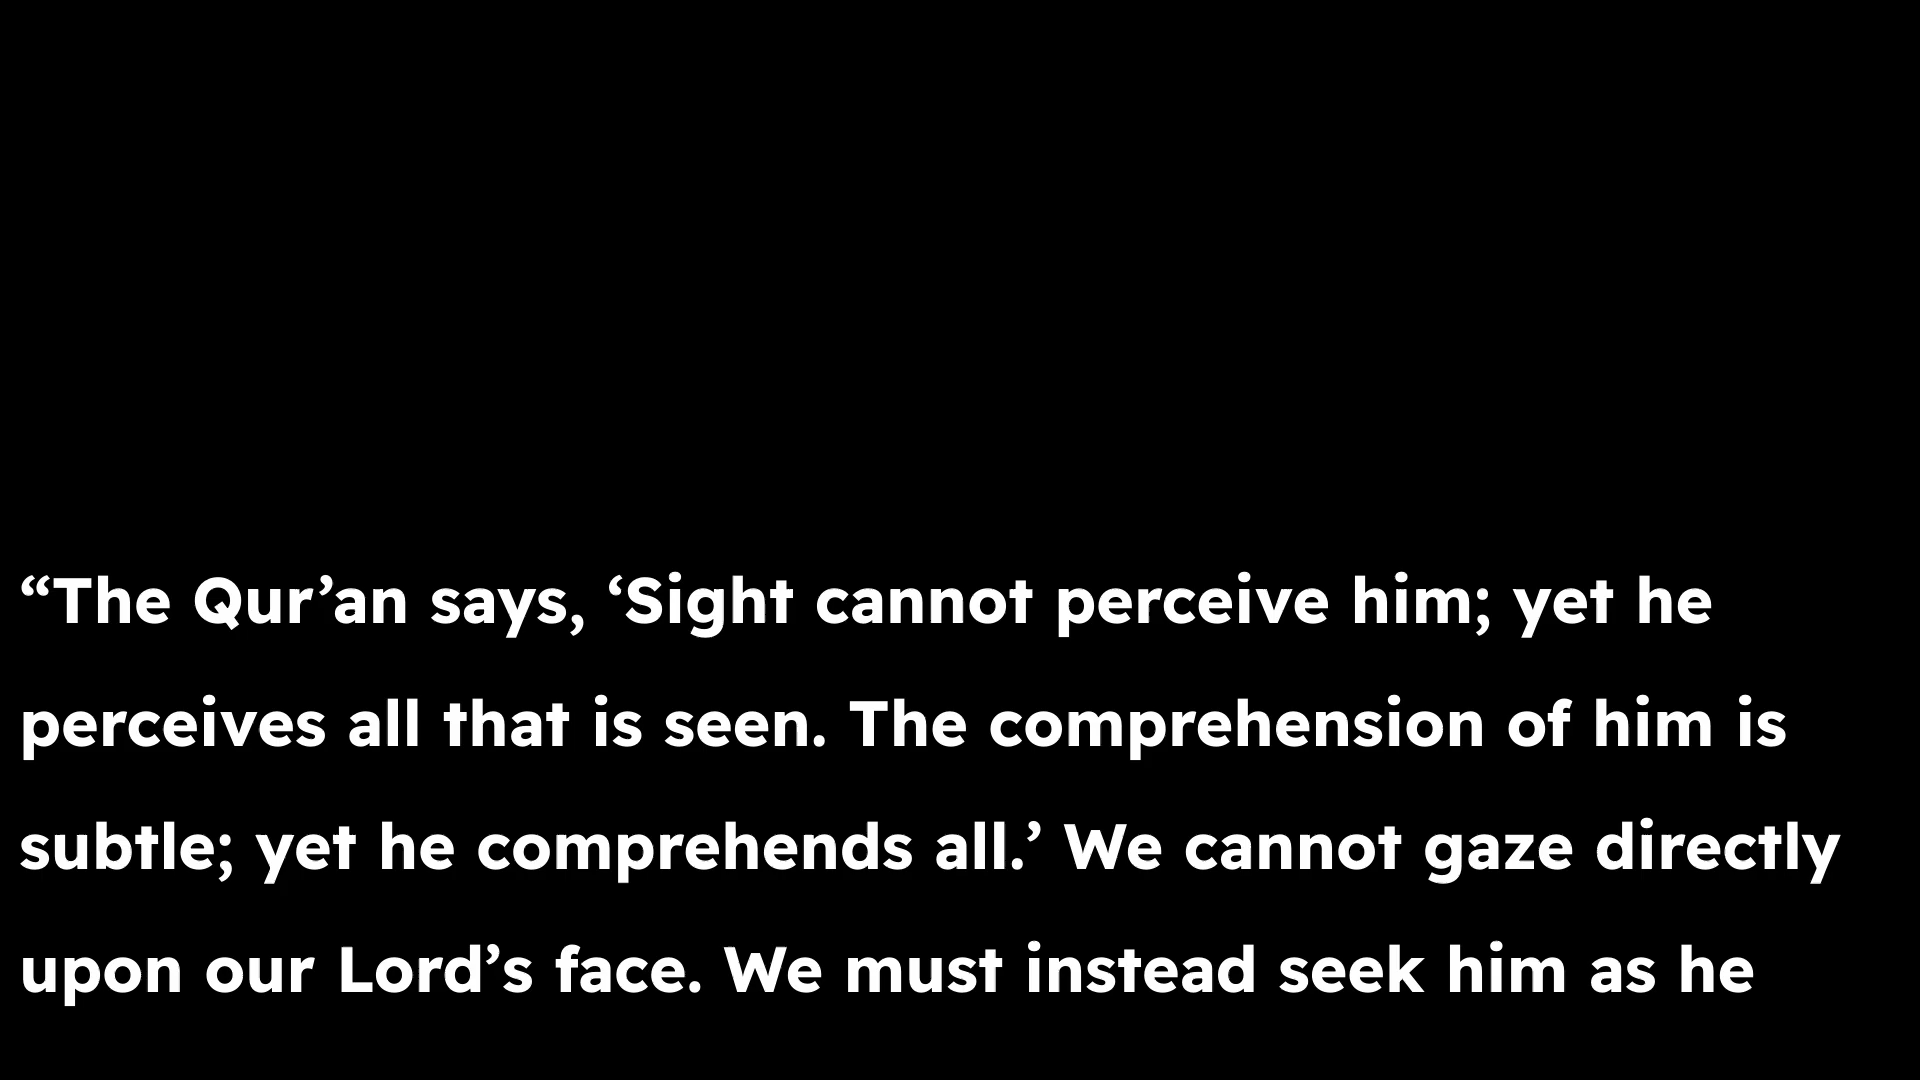 “The Qur’an says, ‘Sight cannot perceive him; yet he
perceives all that is seen. The comprehension of him is
subtle; yet he comprehends all.’ We cannot gaze directly
upon our Lord’s face. We must instead seek him as he